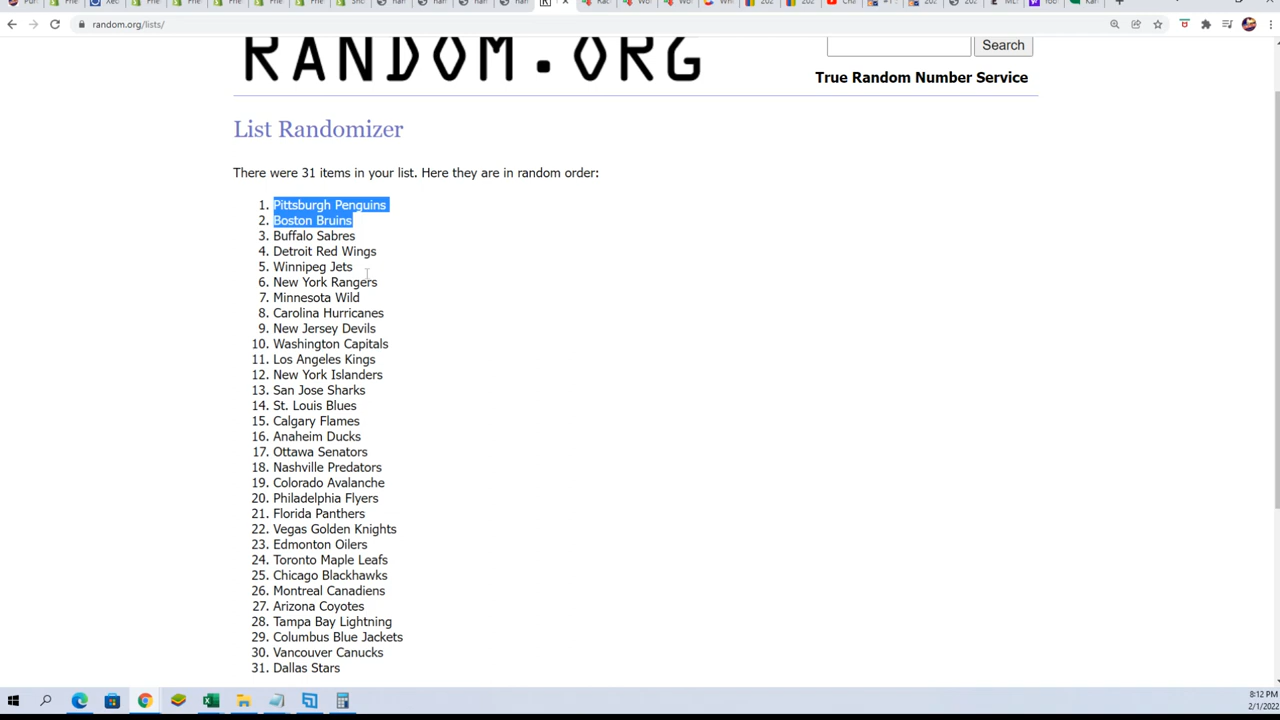 random.org/lists/
RANDOM.ORG
Search
True Random Number Service
List Randomizer
There were 31 items in your list. Here they are in random order:
1. Pittsburgh Penguins
2. Boston Bruins
3. Buffalo Sabres
4. Detroit Red Wings
5. Winnipeg Jets
6. New York Rangers
7. Minnesota Wild
8. Carolina Hurricanes
9. New Jersey Devils
10. Washington Capitals
11. Los Angeles Kings
12. New York Islanders
13. San Jose Sharks
14. St. Louis Blues
15. Calgary Flames
16. Anaheim Ducks
17. Ottawa Senators
18. Nashville Predators
19. Colorado Avalanche
20. Philadelphia Flyers
21. Florida Panthers
22. Vegas Golden Knights
23. Edmonton Oilers
24. Toronto Maple Leafs
25. Chicago Blackhawks
26. Montreal Canadiens
27. Arizona Coyotes
28. Tampa Bay Lightning
29. Columbus Blue Jackets
30. Vancouver Canucks
31. Dallas Stars
8:12 PM
2/1/2022